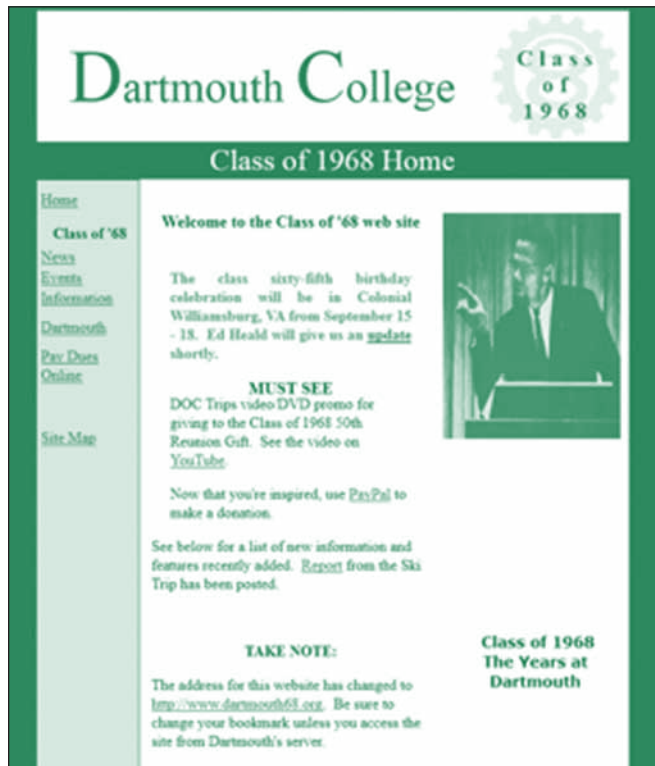 Dartmouth College
Class
of
1968
Class of 1968 Home
Home
Class of '68
News
Events
Information
Dartmouth
Pay Dues
Online
Site Map
Welcome to the Class of '68 web site
The class sixty-fifth birthday
celebration will be in Colonial
Williamsburg, VA from September 15
- 18. Ed Heald will give us an update
shortly.
MUST SEE
DOC Trips video/DVD promo for
giving to the Class of 1968 50th
Reunion Gift. See the video on
YouTube.
Now that you're inspired, use PayPal to
make a donation.
See below for a list of new information and
features recently added. Report from the Ski
Trip has been posted.
TAKE NOTE:
The address for this website has changed to
http://www.dartmouth68.org. Be sure to
change your bookmark unless you access the
site from Dartmouth's server.
Class of 1968
The Years at
Dartmouth